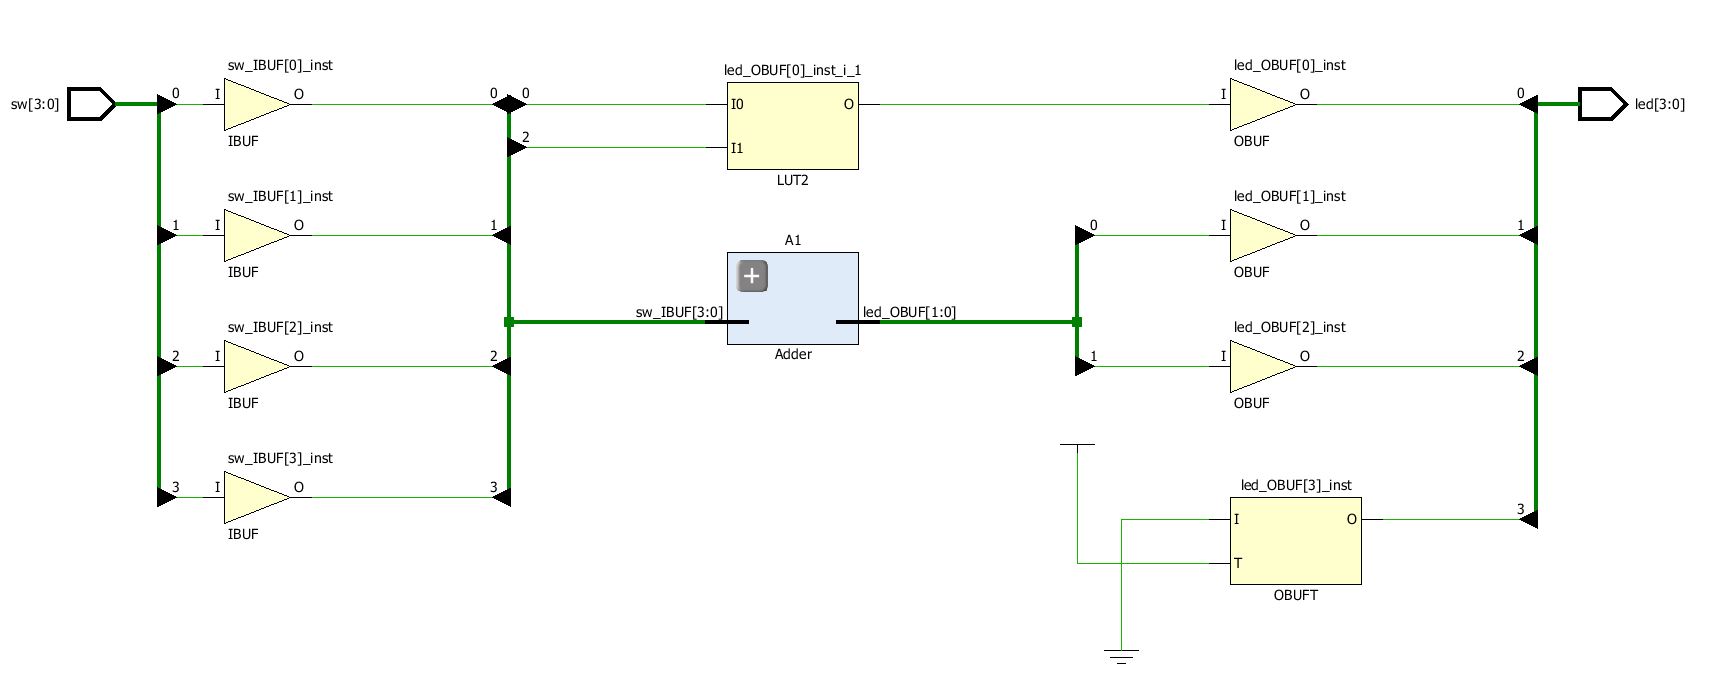 sw[3:0]
0
sw_IBUF[0]_inst
I
O
IBUF
1
sw_IBUF[1]_inst
I
O
IBUF
2
sw_IBUF[2]_inst
I
O
IBUF
3
sw_IBUF[3]_inst
I
O
IBUF
0
0
2
1
2
3
led_OBUF[0]_inst_i_1
I0
O
I1
LUT2
A1
+
sw_IBUF[3:0]
led_OBUF[1:0]
Adder
0
1
led_OBUF[0]_inst
I
O
OBUF
led_OBUF[1]_inst
I
O
OBUF
led_OBUF[2]_inst
I
O
OBUF
led_OBUF[3]_inst
I
O
T
OBUFT
0
1
2
3
led[3:0]